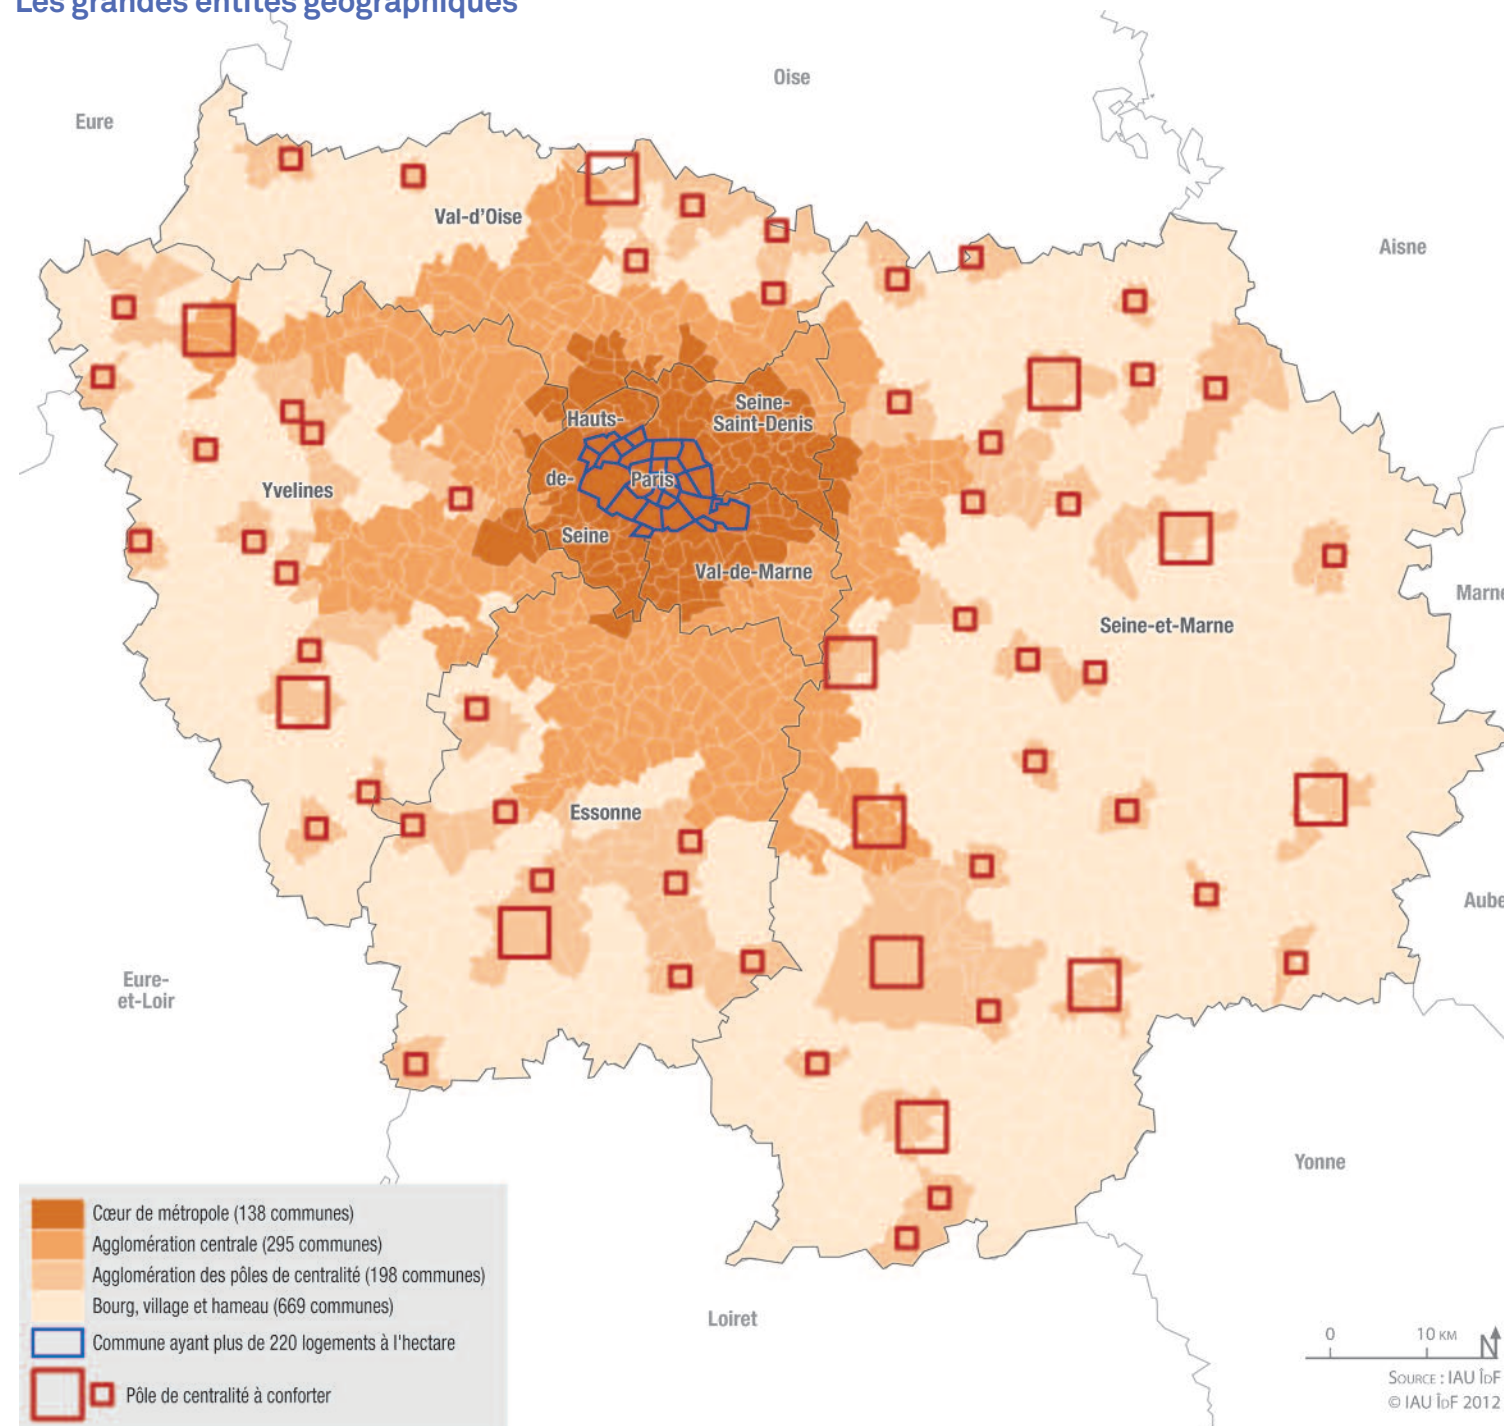 Les grandes entités géographiques
Oise
Eure
Val-d'Oise
Aisne
Hauts-
Seine-
Saint-Denis
de-
Paris
Yvelines
Seine
Val-de-Marne
Marne
Seine-et-Marne
Essonne
Aube
Eure-
et-Loir
Yonne
Loiret
Cœur de métropole (138 communes)
Agglomération centrale (295 communes)
Agglomération des pôles de centralité (198 communes)
Bourg, village et hameau (669 communes)
Commune ayant plus de 220 logements à l'hectare
Pôle de centralité à conforter
0 10 KM N
SOURCE : IAU ÎDF
© IAU ÎDF 2012